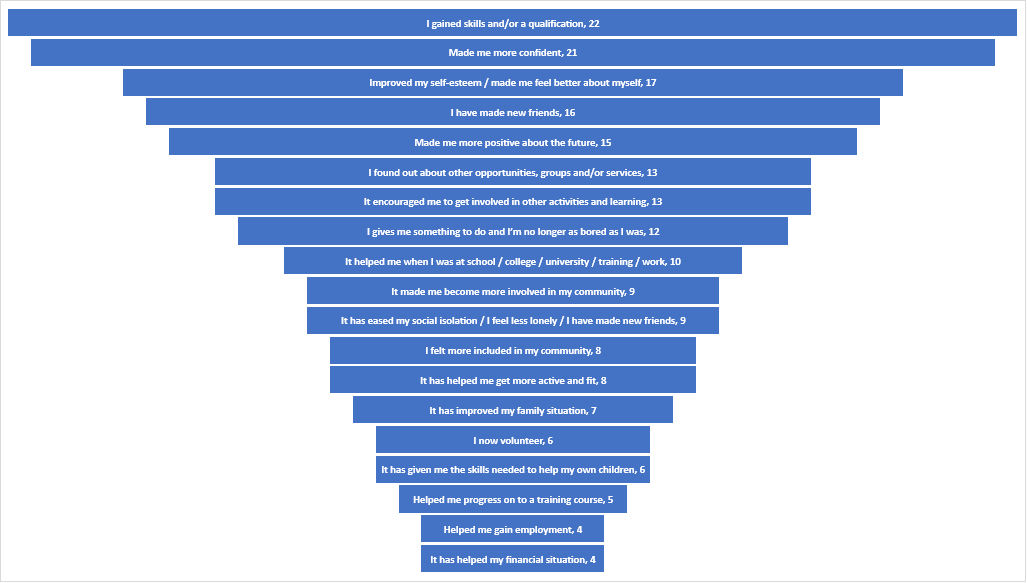 I gained skills and/or a qualification, 22
Made me more confident, 21
Improved my self-esteem / made me feel better about myself, 17
I have made new friends, 16
Made me more positive about the future, 15
I found out about other opportunities, groups and/or services, 13
It encouraged me to get involved in other activities and learning, 13
I gives me something to do and I’m no longer as bored as I was, 12
It helped me when I was at school / college / university / training / work, 10
It made me become more involved in my community, 9
It has eased my social isolation / I feel less lonely / I have made new friends, 9
I felt more included in my community, 8
It has helped me get more active and fit, 8
It has improved my family situation, 7
I now volunteer, 6
It has given me the skills needed to help my own children, 6
Helped me progress on to a training course, 5
Helped me gain employment, 4
It has helped my financial situation, 4